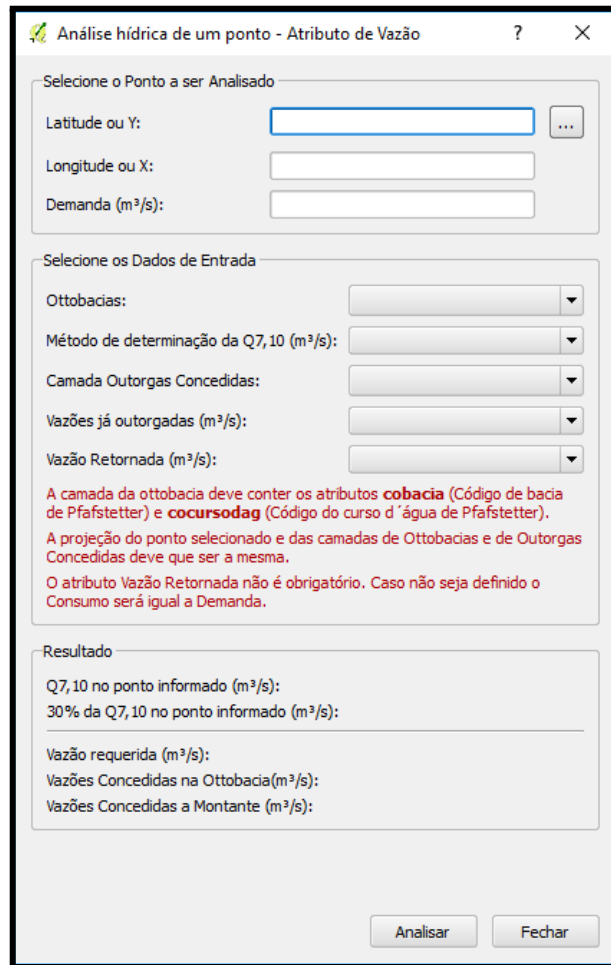 Análise hídrica de um ponto - Atributo de Vazão ?
Selecione o Ponto a ser Analisado
Latitude ou Y:
...
Longitude ou X:
Demanda (m³/s):
Selecione os Dados de Entrada
Ottobacias:
Método de determinação da Q7,10 (m³/s):
Camada Outorgas Concedidas:
Vazões já outorgadas (m³/s):
Vazão Retornada (m³/s):
A camada da ottobacia deve conter os atributos cobacia (Código de bacia
de Pfafstetter) e cocursodag (Código do curso d´água de Pfafstetter).
A projeção do ponto selecionado e das camadas de Ottobacias e de Outorgas
Concedidas deve que ser a mesma.
O atributo Vazão Retornada não é obrigatório. Caso não seja definido o
Consumo será igual a Demanda.
Resultado
Q7,10 no ponto informado (m³/s):
30% da Q7,10 no ponto informado (m³/s):
Vazão requerida (m³/s):
Vazões Concedidas na Ottobacia(m³/s):
Vazões Concedidas a Montante (m³/s):
Analisar Fechar